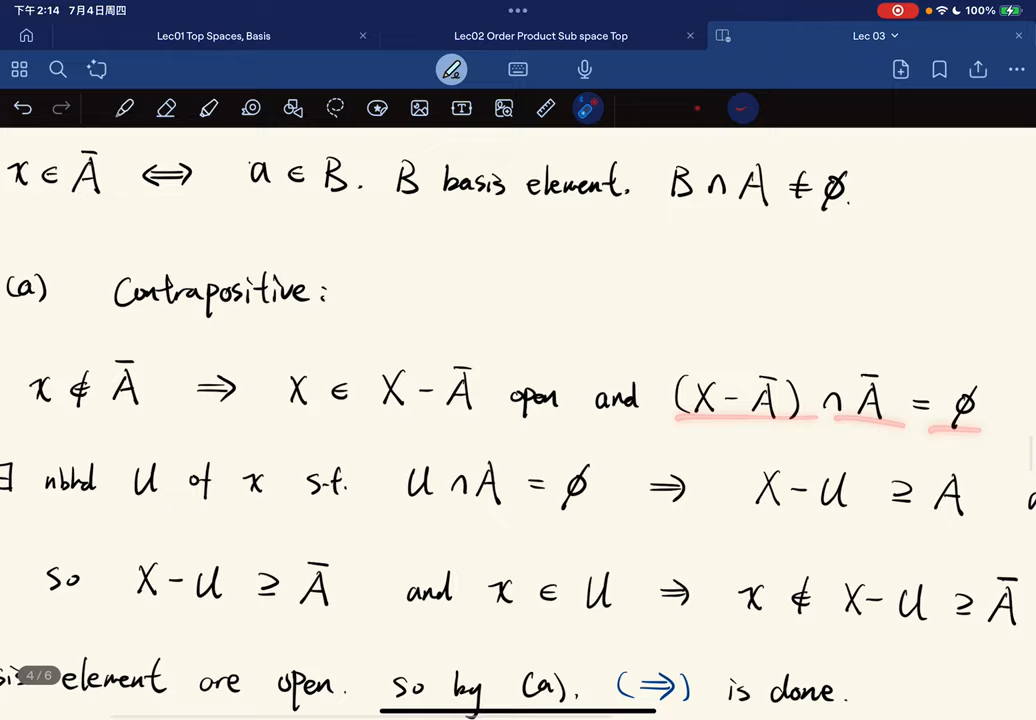 下午2:14 7月4日周四 100%
Lec01 Top Spaces, Basis Lec02 Order Product Sub space Top Lec 03
x ∈ Ā ⟺ a ∈ B. B basis element. B ∩ A ≠ ∅.
(a) Contrapositive:
x ∉ Ā ⟹ X ∈ X - Ā open and (X - Ā) ∩ Ā = ∅
∃ nbhd U of x s.t. U ∩ A = ∅ ⟹ X - U ≥ A
so X - U ≥ Ā and x ∈ U ⟹ x ∉ X - U ≥ Ā
4 / 6 element are open. so by (a), (⟹) is done.